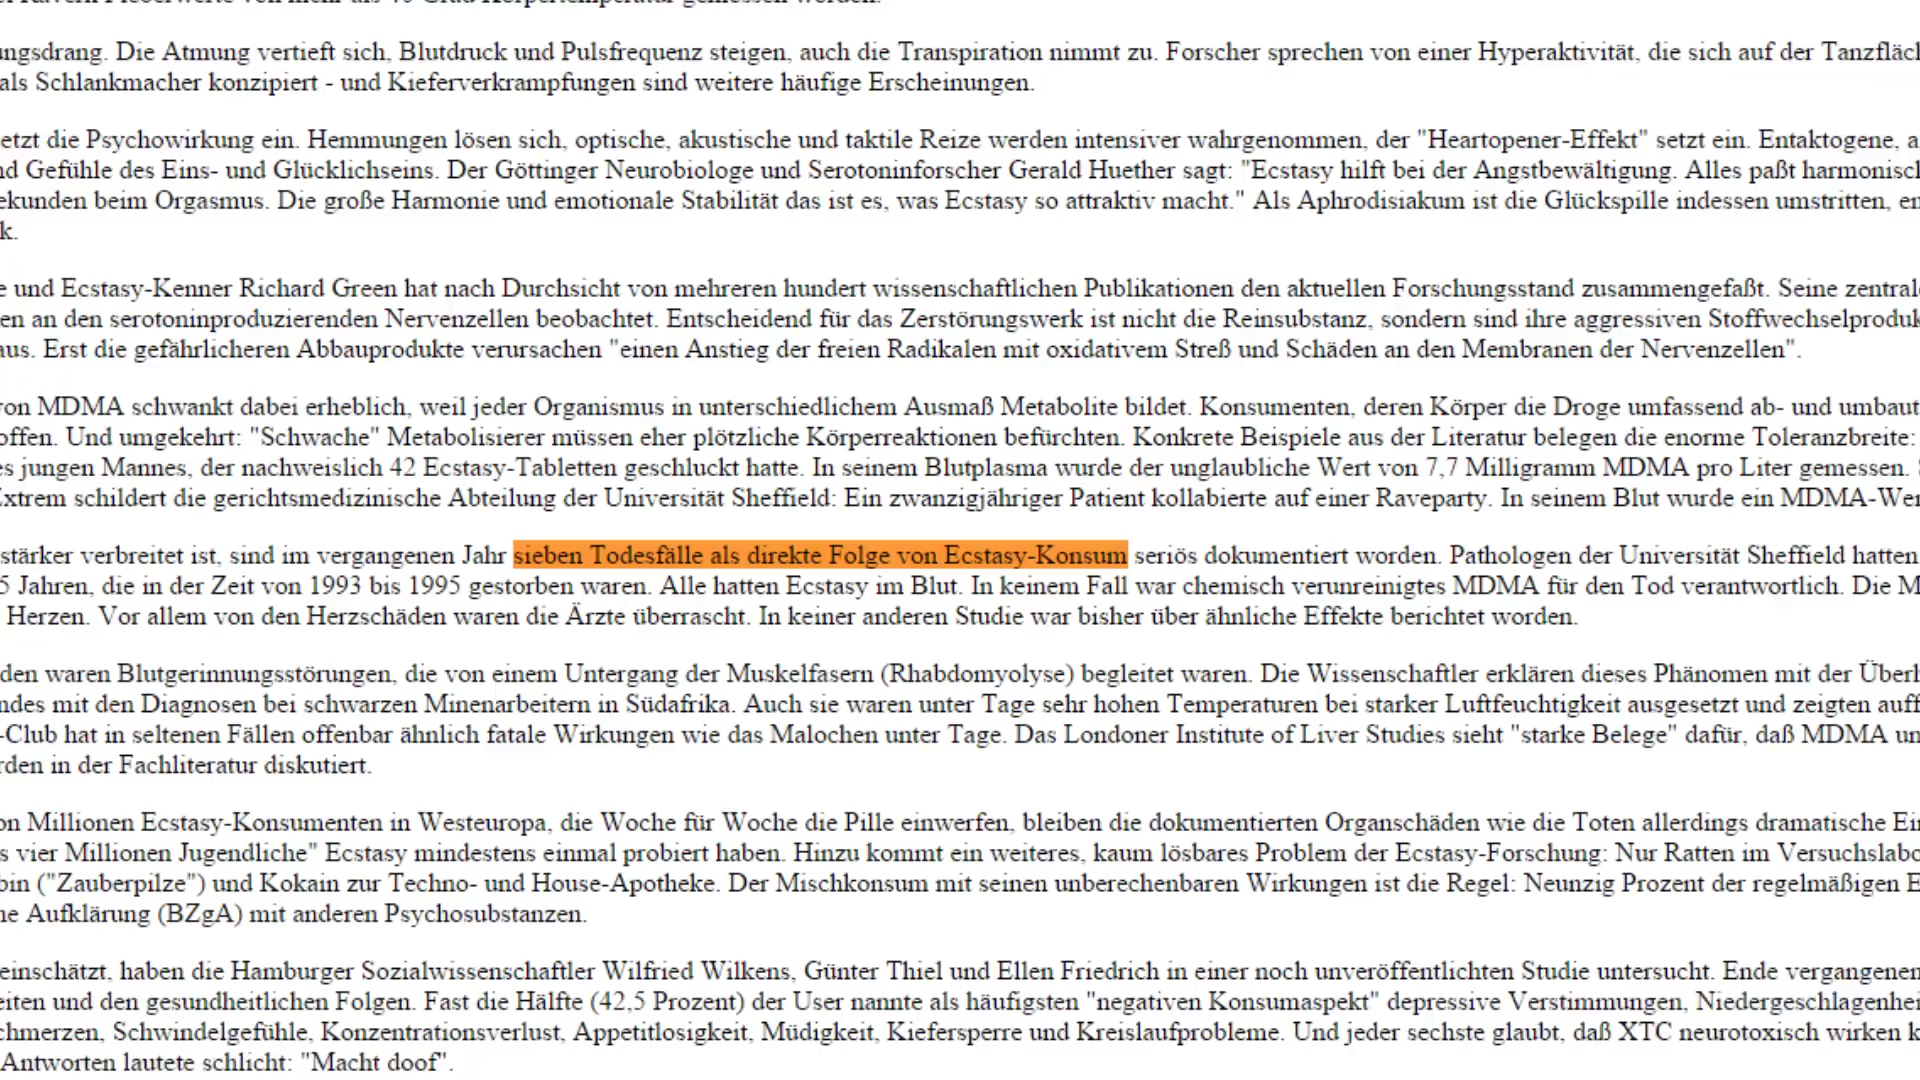 ungsdrang. Die Atmung vertieft sich, Blutdruck und Pulsfrequenz steigen, auch die Transpiration nimmt zu. Forscher sprechen von einer Hyperaktivität, die sich auf der Tanzfläc
als Schlankmacher konzipiert - und Kieferverkrampfungen sind weitere häufige Erscheinungen.
etzt die Psychowirkung ein. Hemmungen lösen sich, optische, akustische und taktile Reize werden intensiver wahrgenommen, der "Heartopener-Effekt" setzt ein. Entaktogene, a
nd Gefühle des Eins- und Glücklichseins. Der Göttinger Neurobiologe und Serotoninforscher Gerald Huether sagt: "Ecstasy hilft bei der Angstbewältigung. Alles paßt harmonisc
ekunden beim Orgasmus. Die große Harmonie und emotionale Stabilität das ist es, was Ecstasy so attraktiv macht." Als Aphrodisiakum ist die Glückspille indessen umstritten, en
k.
e und Ecstasy-Kenner Richard Green hat nach Durchsicht von mehreren hundert wissenschaftlichen Publikationen den aktuellen Forschungsstand zusammengefaßt. Seine zentral
en an den serotoninproduzierenden Nervenzellen beobachtet. Entscheidend für das Zerstörungswerk ist nicht die Reinsubstanz, sondern sind ihre aggressiven Stoffwechselproduk
aus. Erst die gefährlicheren Abbauprodukte verursachen "einen Anstieg der freien Radikalen mit oxidativem Streß und Schäden an den Membranen der Nervenzellen".
von MDMA schwankt dabei erheblich, weil jeder Organismus in unterschiedlichem Ausmaß Metabolite bildet. Konsumenten, deren Körper die Droge umfassend ab- und umbaut
offen. Und umgekehrt: "Schwache" Metabolisierer müssen eher plötzliche Körperreaktionen befürchten. Konkrete Beispiele aus der Literatur belegen die enorme Toleranzbreite:
es jungen Mannes, der nachweislich 42 Ecstasy-Tabletten geschluckt hatte. In seinem Blutplasma wurde der unglaubliche Wert von 7,7 Milligramm MDMA pro Liter gemessen.
Extrem schildert die gerichtsmedizinische Abteilung der Universität Sheffield: Ein zwanzigjähriger Patient kollabierte auf einer Raveparty. In seinem Blut wurde ein MDMA-Wer
stärker verbreitet ist, sind im vergangenen Jahr sieben Todesfälle als direkte Folge von Ecstasy-Konsum seriös dokumentiert worden. Pathologen der Universität Sheffield hatten
5 Jahren, die in der Zeit von 1993 bis 1995 gestorben waren. Alle hatten Ecstasy im Blut. In keinem Fall war chemisch verunreinigtes MDMA für den Tod verantwortlich. Die M
Herzen. Vor allem von den Herzschäden waren die Ärzte überrascht. In keiner anderen Studie war bisher über ähnliche Effekte berichtet worden.
den waren Blutgerinnungsstörungen, die von einem Untergang der Muskelfasern (Rhabdomyolyse) begleitet waren. Die Wissenschaftler erklären dieses Phänomen mit der Über
ndes mit den Diagnosen bei schwarzen Minenarbeitern in Südafrika. Auch sie waren unter Tage sehr hohen Temperaturen bei starker Luftfeuchtigkeit ausgesetzt und zeigten auff
-Club hat in seltenen Fällen offenbar ähnlich fatale Wirkungen wie das Malochen unter Tage. Das Londoner Institute of Liver Studies sieht "starke Belege" dafür, daß MDMA un
rden in der Fachliteratur diskutiert.
on Millionen Ecstasy-Konsumenten in Westeuropa, die Woche für Woche die Pille einwerfen, bleiben die dokumentierten Organschäden wie die Toten allerdings dramatische Ei
s vier Millionen Jugendliche" Ecstasy mindestens einmal probiert haben. Hinzu kommt ein weiteres, kaum lösbares Problem der Ecstasy-Forschung: Nur Ratten im Versuchslabo
bin ("Zauberpilze") und Kokain zur Techno- und House-Apotheke. Der Mischkonsum mit seinen unberechenbaren Wirkungen ist die Regel: Neunzig Prozent der regelmäßigen E
he Aufklärung (BZgA) mit anderen Psychosubstanzen.
einschätzt, haben die Hamburger Sozialwissenschaftler Wilfried Wilkens, Günter Thiel und Ellen Friedrich in einer noch unveröffentlichten Studie untersucht. Ende vergangenen
eiten und den gesundheitlichen Folgen. Fast die Hälfte (42,5 Prozent) der User nannte als häufigsten "negativen Konsumaspekt" depressive Verstimmungen, Niedergeschlagenhei
chmerzen, Schwindelgefühle, Konzentrationsverlust, Appetitlosigkeit, Müdigkeit, Kiefersperre und Kreislaufprobleme. Und jeder sechste glaubt, daß XTC neurotoxisch wirken k
Antworten lautete schlicht: "Macht doof".